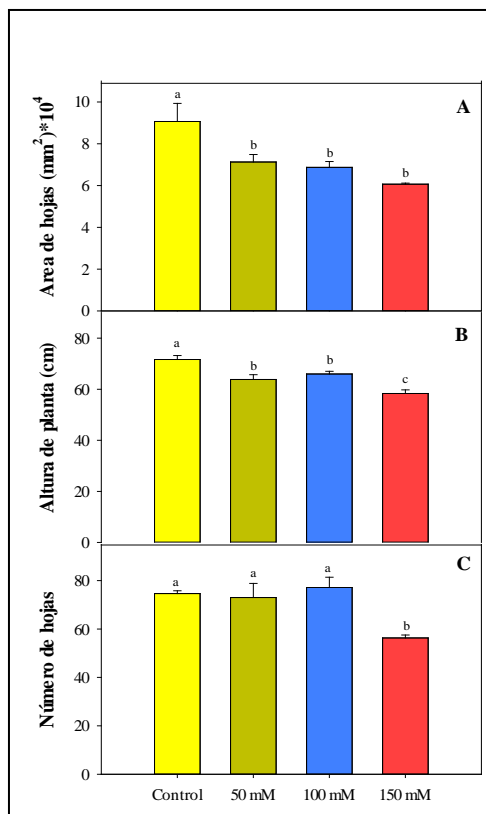 A
Area de hojas (mm²)*10⁴
10
8
6
4
2
0
a
b
b
b
B
Altura de planta (cm)
80
60
40
20
0
a
b
b
c
C
Número de hojas
80
60
40
20
0
a
a
a
b
Control 50 mM 100 mM 150 mM